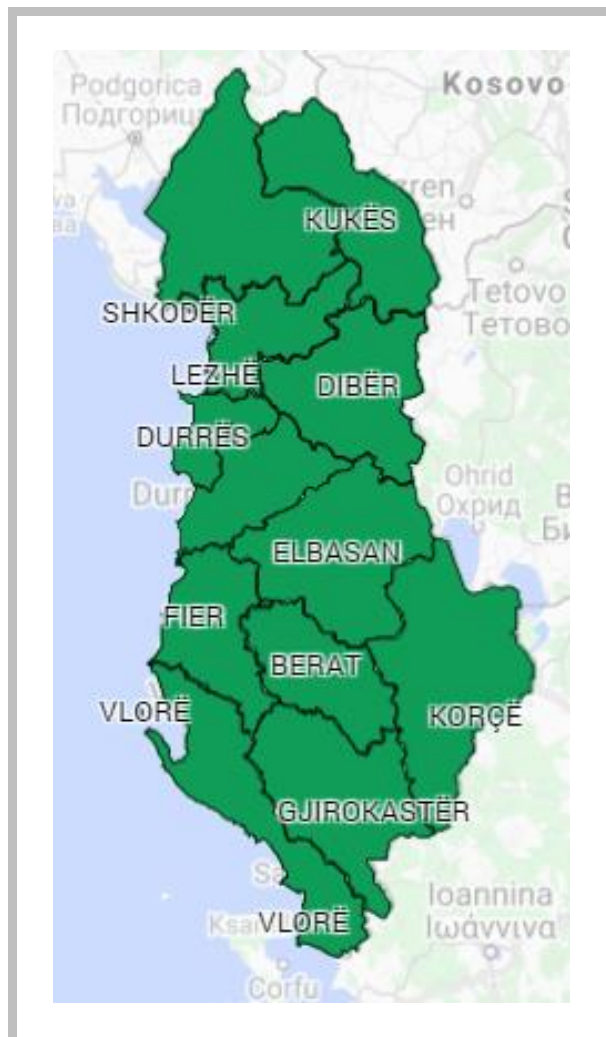 Podgorica
Подгорица
Kosovo
KUKËS
Tetovo
Тетово
SHKODËR
LEZHË
DIBËR
DURRËS
Ohrid
Охрид
ELBASAN
FIER
BERAT
VLORË
KORÇË
GJIROKASTËR
Ioannina
Ιωάννινα
VLORË
Corfu